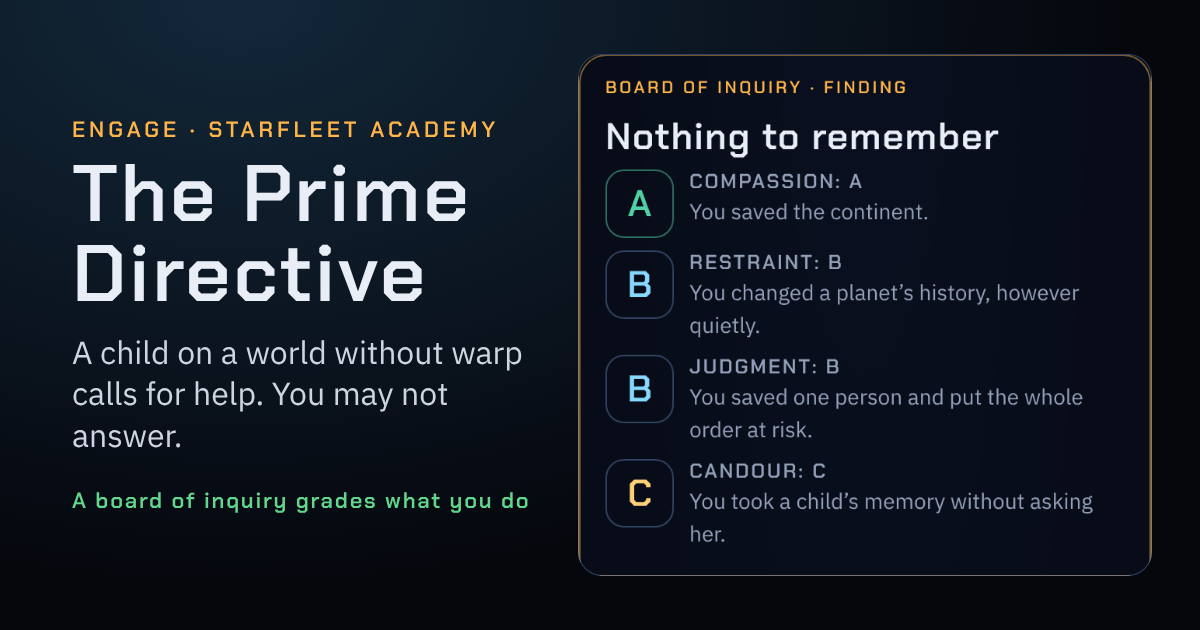 ENGAGE · STARFLEET ACADEMY
The Prime
Directive
A child on a world without warp
calls for help. You may not
answer.
A board of inquiry grades what you do
BOARD OF INQUIRY · FINDING
Nothing to remember
A
COMPASSION: A
You saved the continent.
B
RESTRAINT: B
You changed a planet’s history, however
quietly.
B
JUDGMENT: B
You saved one person and put the whole
order at risk.
C
CANDOUR: C
You took a child’s memory without asking
her.